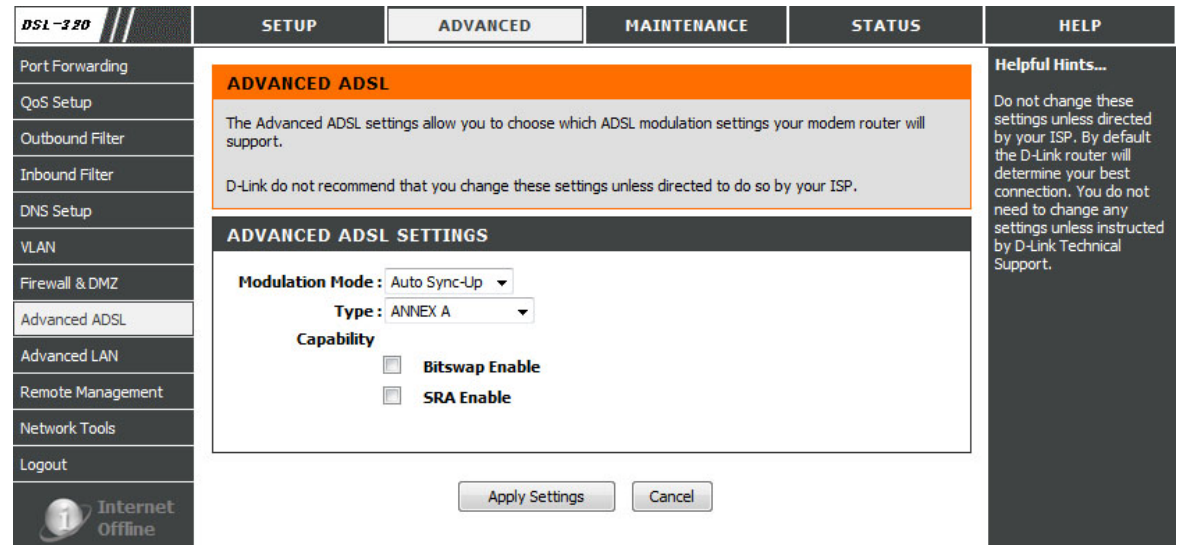 DSL-320
SETUP
ADVANCED
MAINTENANCE
STATUS
HELP
Port Forwarding
QoS Setup
Outbound Filter
Inbound Filter
DNS Setup
VLAN
Firewall & DMZ
Advanced ADSL
Advanced LAN
Remote Management
Network Tools
Logout
Internet
Offline
ADVANCED ADSL
The Advanced ADSL settings allow you to choose which ADSL modulation settings your modem router will
support.
D-Link do not recommend that you change these settings unless directed to do so by your ISP.
ADVANCED ADSL SETTINGS
Modulation Mode : Auto Sync-Up
Type : ANNEX A
Capability
Bitswap Enable
SRA Enable
Apply Settings
Cancel
Helpful Hints...
Do not change these
settings unless directed
by your ISP. By default
the D-Link router will
determine your best
connection. You do not
need to change any
settings unless instructed
by D-Link Technical
Support.